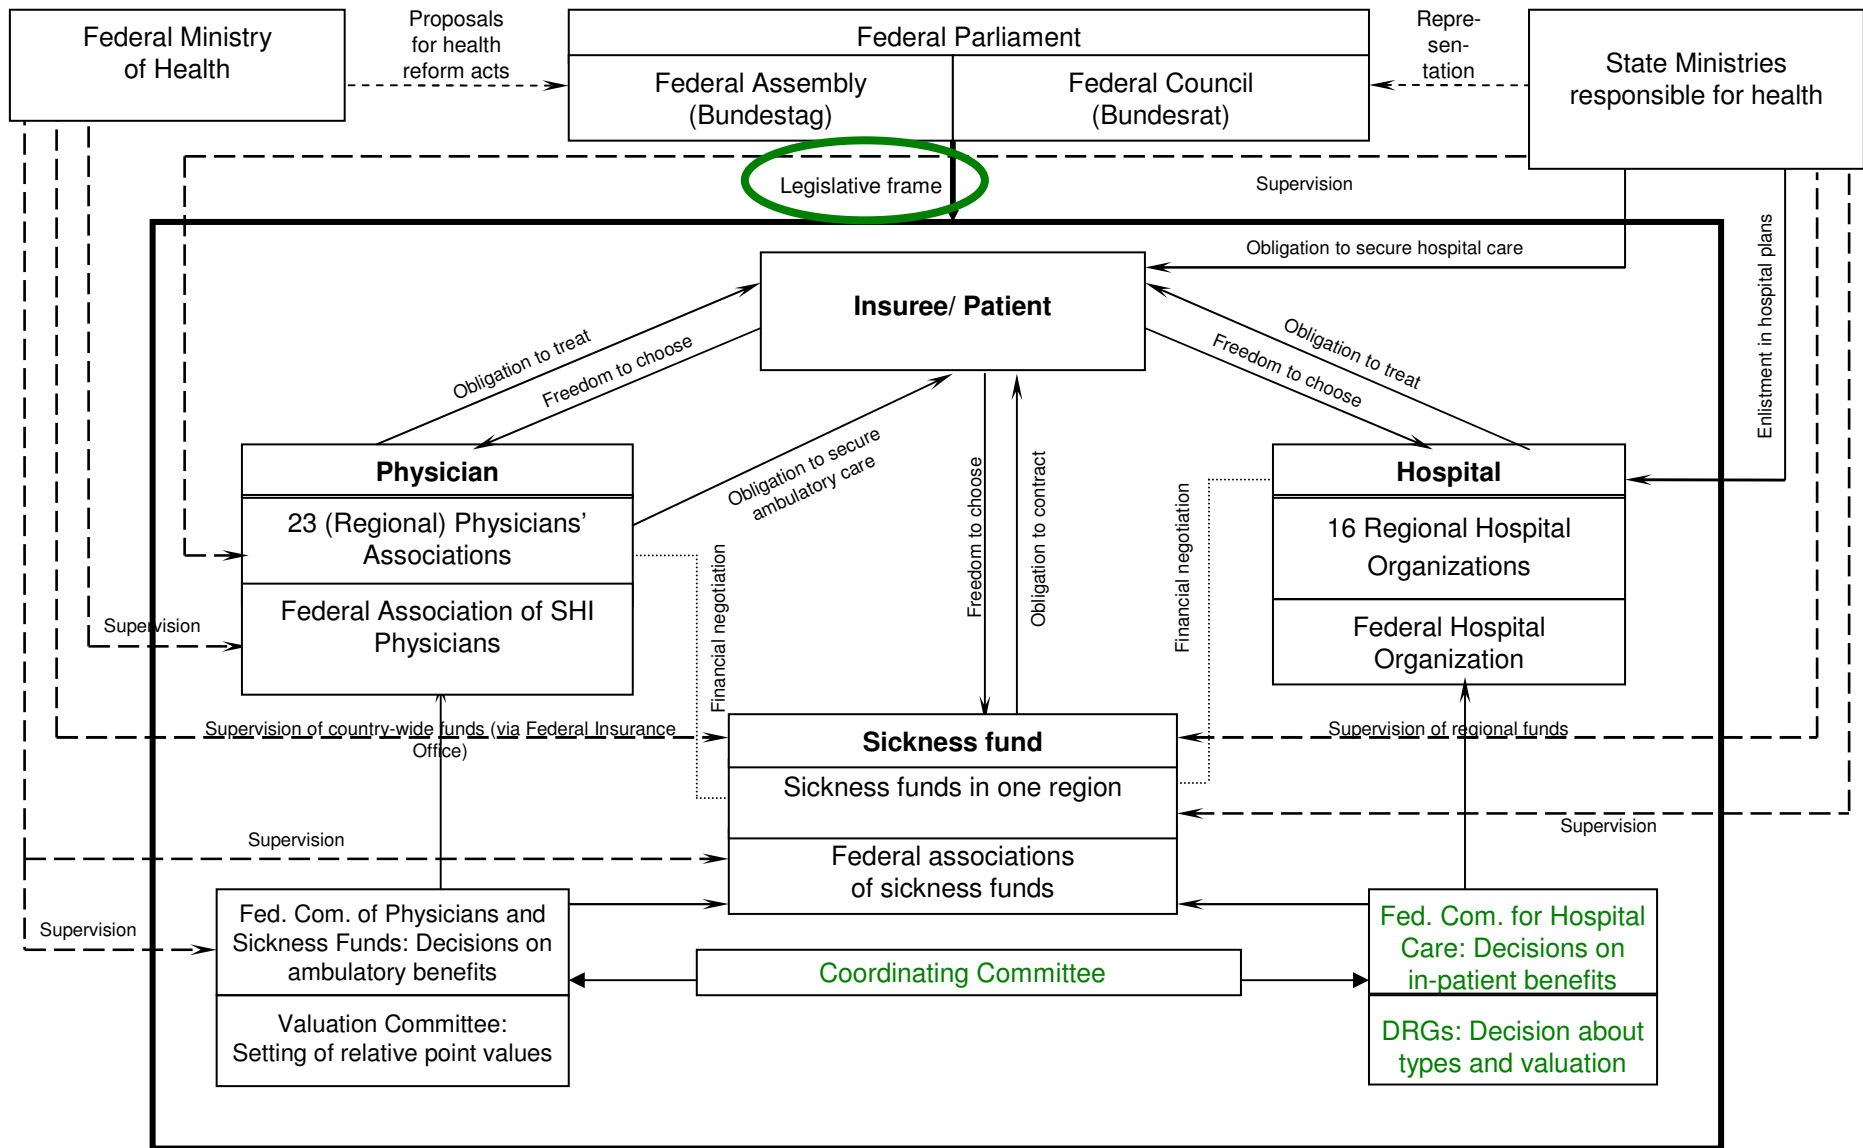 Federal Ministry
of Health
Proposals
for health
reform acts
Federal Parliament
Federal Assembly
(Bundestag)
Federal Council
(Bundesrat)
Repre-
sen-
tation
State Ministries
responsible for health
Legislative frame
Supervision
Obligation to secure hospital care
Enlistment in hospital plans
Insuree/ Patient
Obligation to treat
Freedom to choose
Obligation to treat
Freedom to choose
Obligation to secure
ambulatory care
Freedom to choose
Obligation to contract
Physician
23 (Regional) Physicians’
Associations
Federal Association of SHI
Physicians
Supervision
Financial negotiation
Financial negotiation
Hospital
16 Regional Hospital
Organizations
Federal Hospital
Organization
Supervision of country-wide funds (via Federal Insurance
Office)
Supervision of regional funds
Sickness fund
Sickness funds in one region
Federal associations
of sickness funds
Supervision
Supervision
Supervision
Fed. Com. of Physicians and
Sickness Funds: Decisions on
ambulatory benefits
Valuation Committee:
Setting of relative point values
Coordinating Committee
Fed. Com. for Hospital
Care: Decisions on
in-patient benefits
DRGs: Decision about
types and valuation